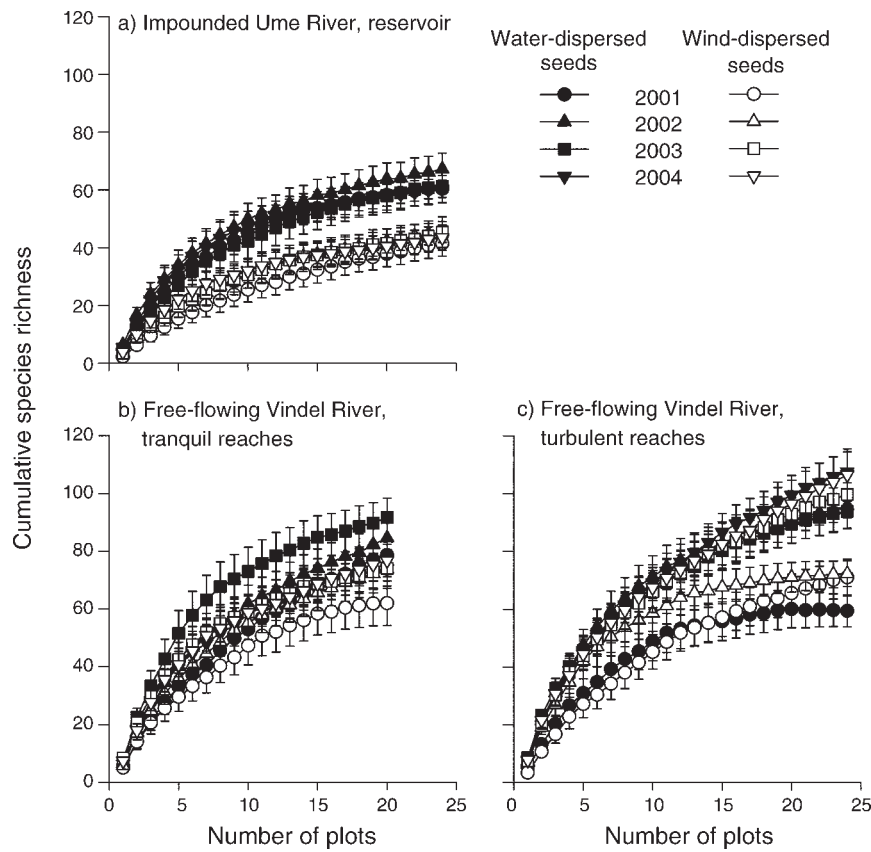 a) Impounded Ume River, reservoir
120
100
80
60
40
20
0
Water-dispersed seeds
Wind-dispersed seeds
2001
2002
2003
2004
Cumulative species richness
b) Free-flowing Vindel River,
tranquil reaches
120
100
80
60
40
20
0
0 5 10 15 20 25
Number of plots
c) Free-flowing Vindel River,
turbulent reaches
0 5 10 15 20 25
Number of plots